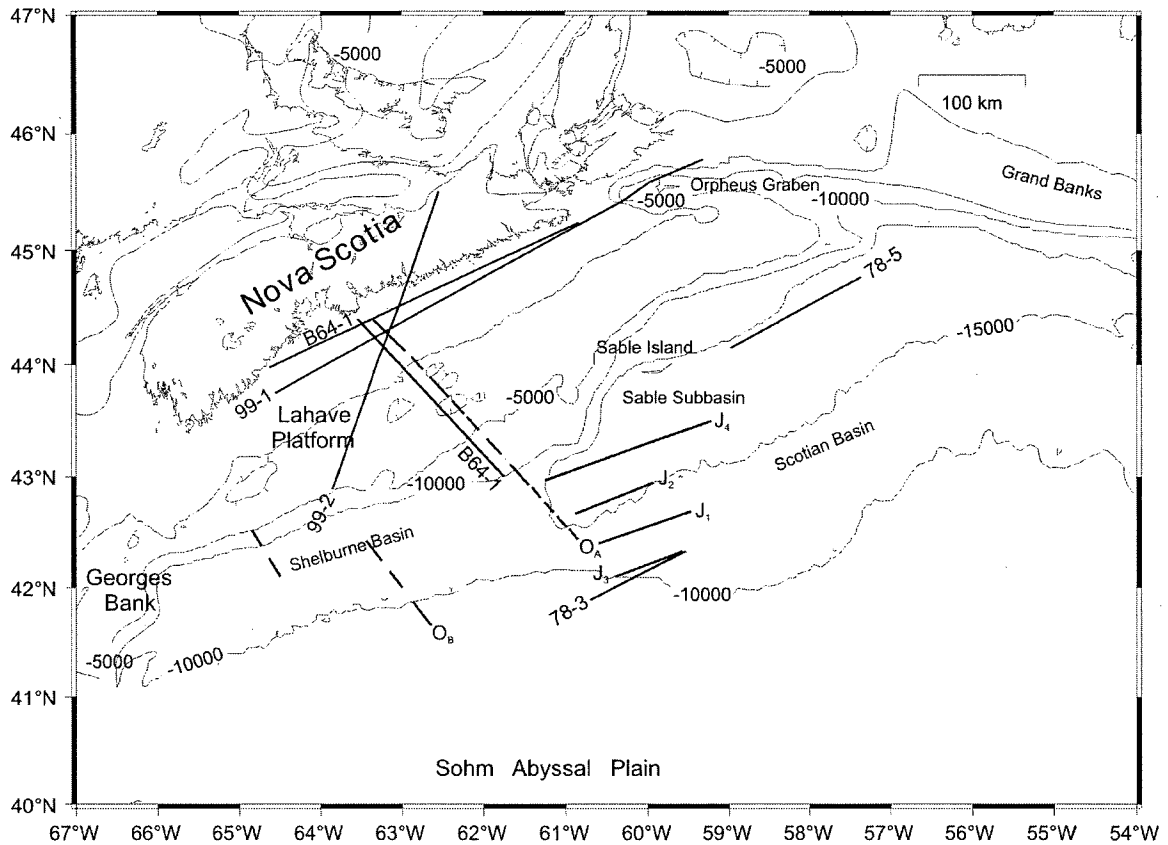 47°N
46°N
45°N
44°N
43°N
42°N
41°N
40°N
-5000
-5000
100 km
Grand Banks
Orpheus Graben
-5000
-10000
Nova Scotia
78-5
B64-1
-15000
Sable Island
99-1
-5000
Sable Subbasin
Lahave
Platform
J4
Scotian Basin
B64-1
-10000
J2
99-2
J1
Shelburne Basin
OA
Georges
Bank
J3
-10000
78-3
OB
-5000
-10000
Sohm Abyssal Plain
67°W 66°W 65°W 64°W 63°W 62°W 61°W 60°W 59°W 58°W 57°W 56°W 55°W 54°W